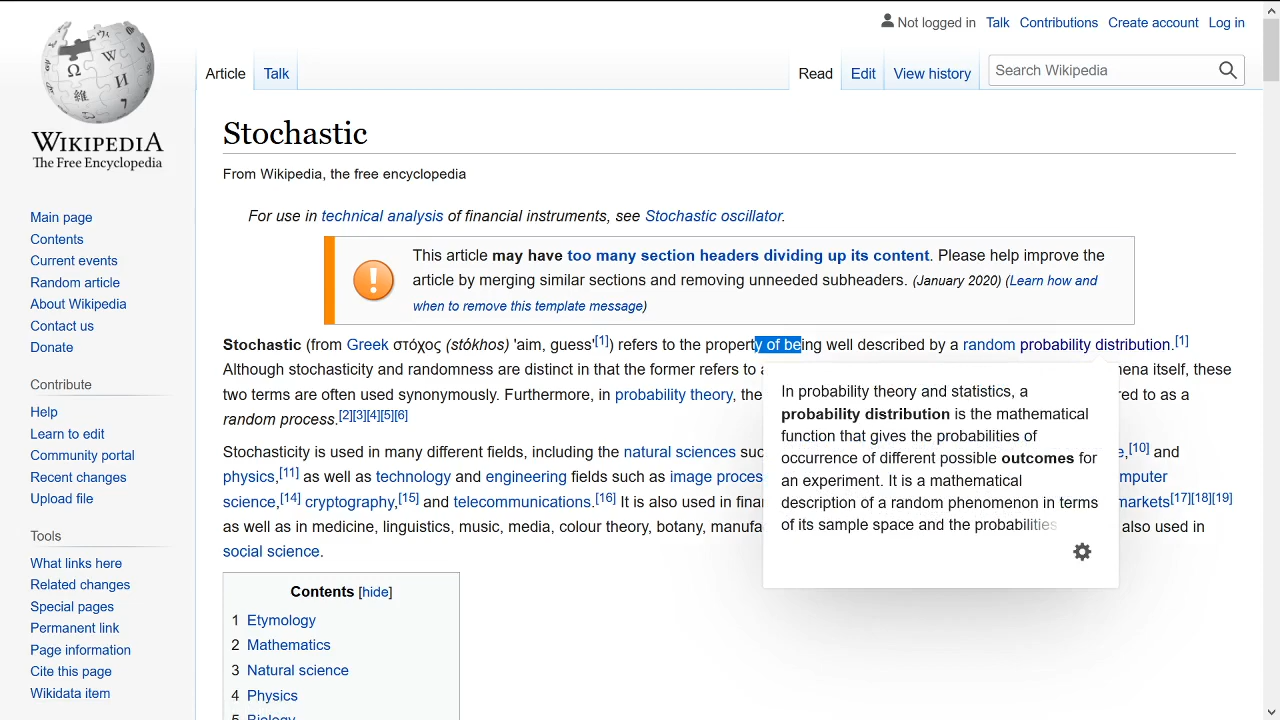 Not logged in Talk Contributions Create account Log in
WIKIPEDIA
The Free Encyclopedia
Article Talk Read Edit View history Search Wikipedia
Stochastic
From Wikipedia, the free encyclopedia
For use in technical analysis of financial instruments, see Stochastic oscillator.
This article may have too many section headers dividing up its content. Please help improve the
article by merging similar sections and removing unneeded subheaders. (January 2020) (Learn how and
when to remove this template message)
Stochastic (from Greek στόχος (stókhos) 'aim, guess'[1]) refers to the property of being well described by a random probability distribution.[1]
Although stochasticity and randomness are distinct in that the former refers to a mena itself, these
two terms are often used synonymously. Furthermore, in probability theory, the red to as a
random process.[2][3][4][5][6]
Stochasticity is used in many different fields, including the natural sciences suc e,[10] and
physics,[11] as well as technology and engineering fields such as image proces mputer
science,[14] cryptography,[15] and telecommunications.[16] It is also used in finan markets[17][18][19]
as well as in medicine, linguistics, music, media, colour theory, botany, manufa also used in
social science.
In probability theory and statistics, a
probability distribution is the mathematical
function that gives the probabilities of
occurrence of different possible outcomes for
an experiment. It is a mathematical
description of a random phenomenon in terms
of its sample space and the probabilities
Contents [hide]
1 Etymology
2 Mathematics
3 Natural science
4 Physics
5 Biology
Main page
Contents
Current events
Random article
About Wikipedia
Contact us
Donate
Contribute
Help
Learn to edit
Community portal
Recent changes
Upload file
Tools
What links here
Related changes
Special pages
Permanent link
Page information
Cite this page
Wikidata item